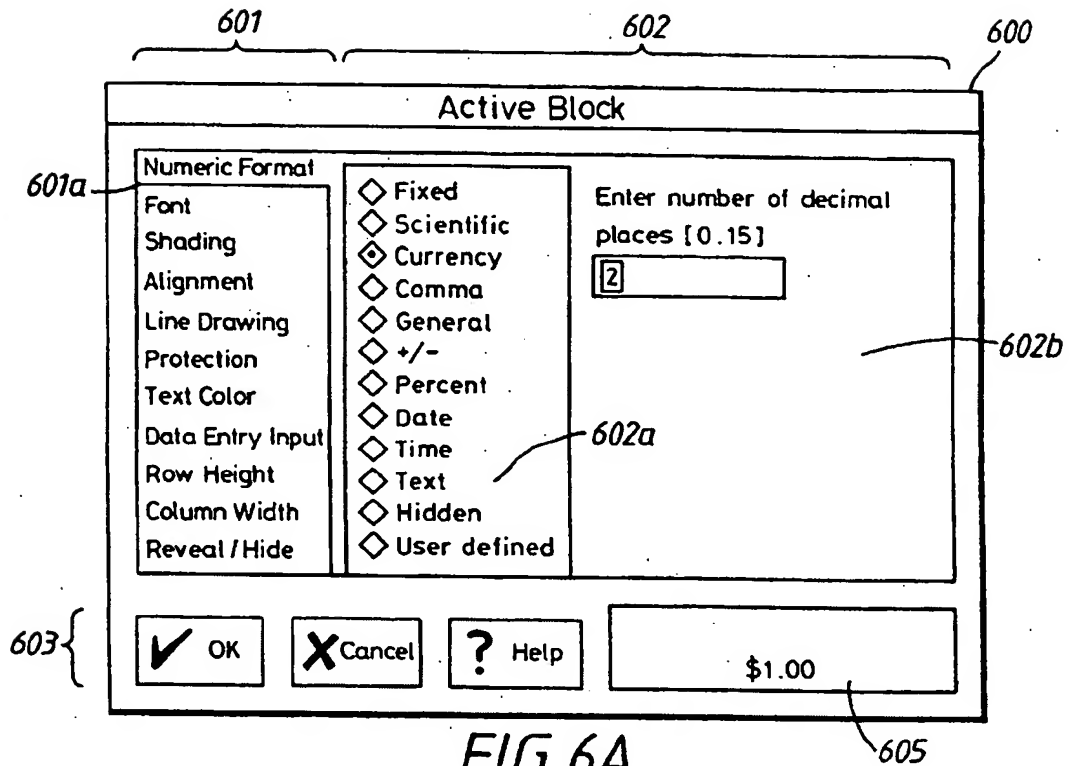 601
602
600
Active Block
601a
Numeric Format
Font
Shading
Alignment
Line Drawing
Protection
Text Color
Data Entry Input
Row Height
Column Width
Reveal/Hide
Fixed
Scientific
Currency
Comma
General
+/-
Percent
Date
Time
Text
Hidden
User defined
602a
Enter number of decimal
places [0.15]
2
602b
603
OK
Cancel
? Help
$1.00
605
FIG. 6A